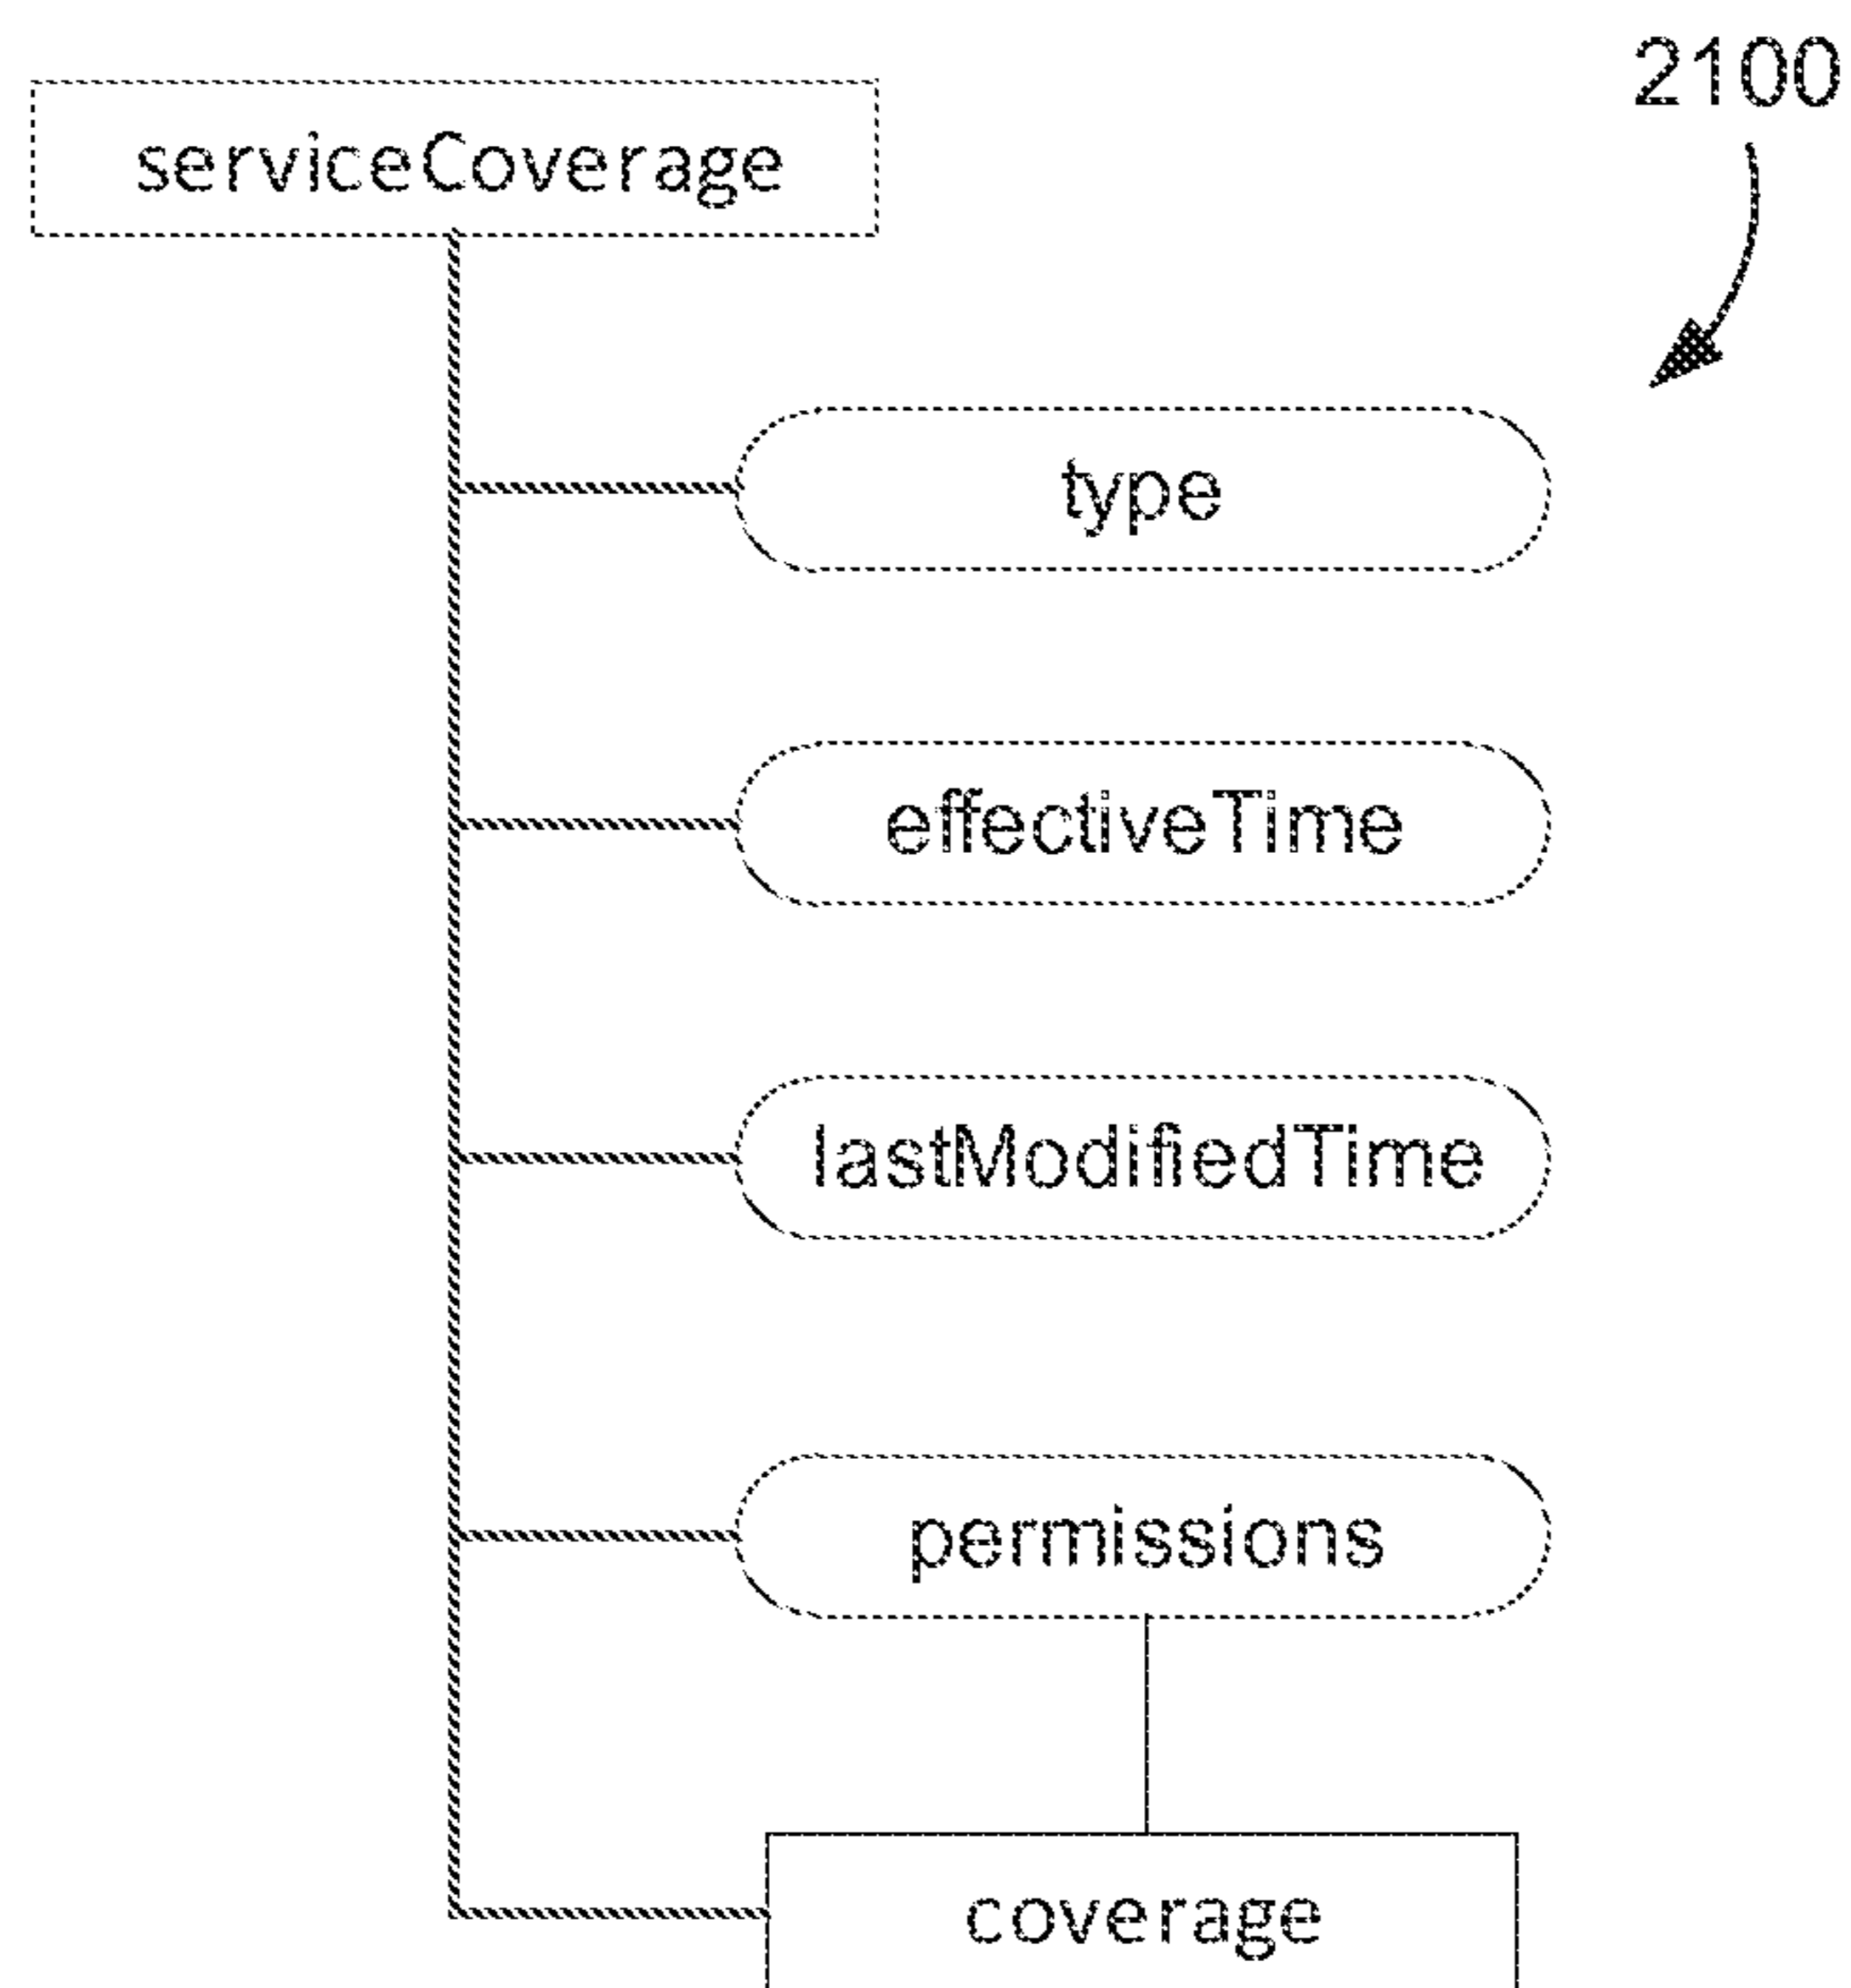 2100
serviceCoverage
type
effectiveTime
lastModifiedTime
permissions
coverage